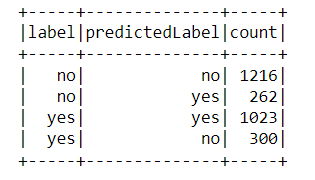 +-----+--------------+-----+
|label|predictedLabel|count|
+-----+--------------+-----+
|   no|            no| 1216|
|   no|           yes|  262|
|  yes|           yes| 1023|
|  yes|            no|  300|
+-----+--------------+-----+